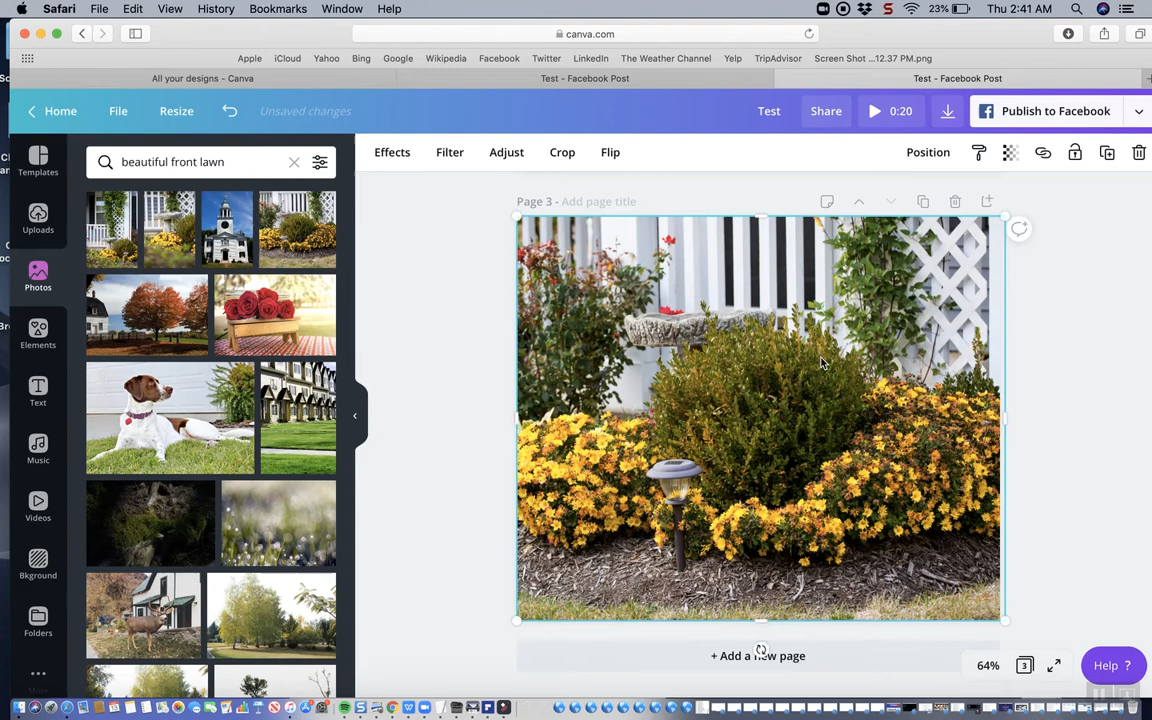 Safari File Edit View History Bookmarks Window Help 23% Thu 2:41 AM
canva.com
Apple iCloud Yahoo Bing Google Wikipedia Facebook Twitter LinkedIn The Weather Channel Yelp TripAdvisor Screen Shot ...12.37 PM.png
All your designs - Canva Test - Facebook Post Test - Facebook Post
Home File Resize Unsaved changes Test Share 0:20 Publish to Facebook
Templates
Uploads
Photos
Elements
Text
Music
Videos
Bkground
Folders
beautiful front lawn
Effects Filter Adjust Crop Flip Position
Page 3 - Add page title
+ Add a new page
64% 3 Help ?